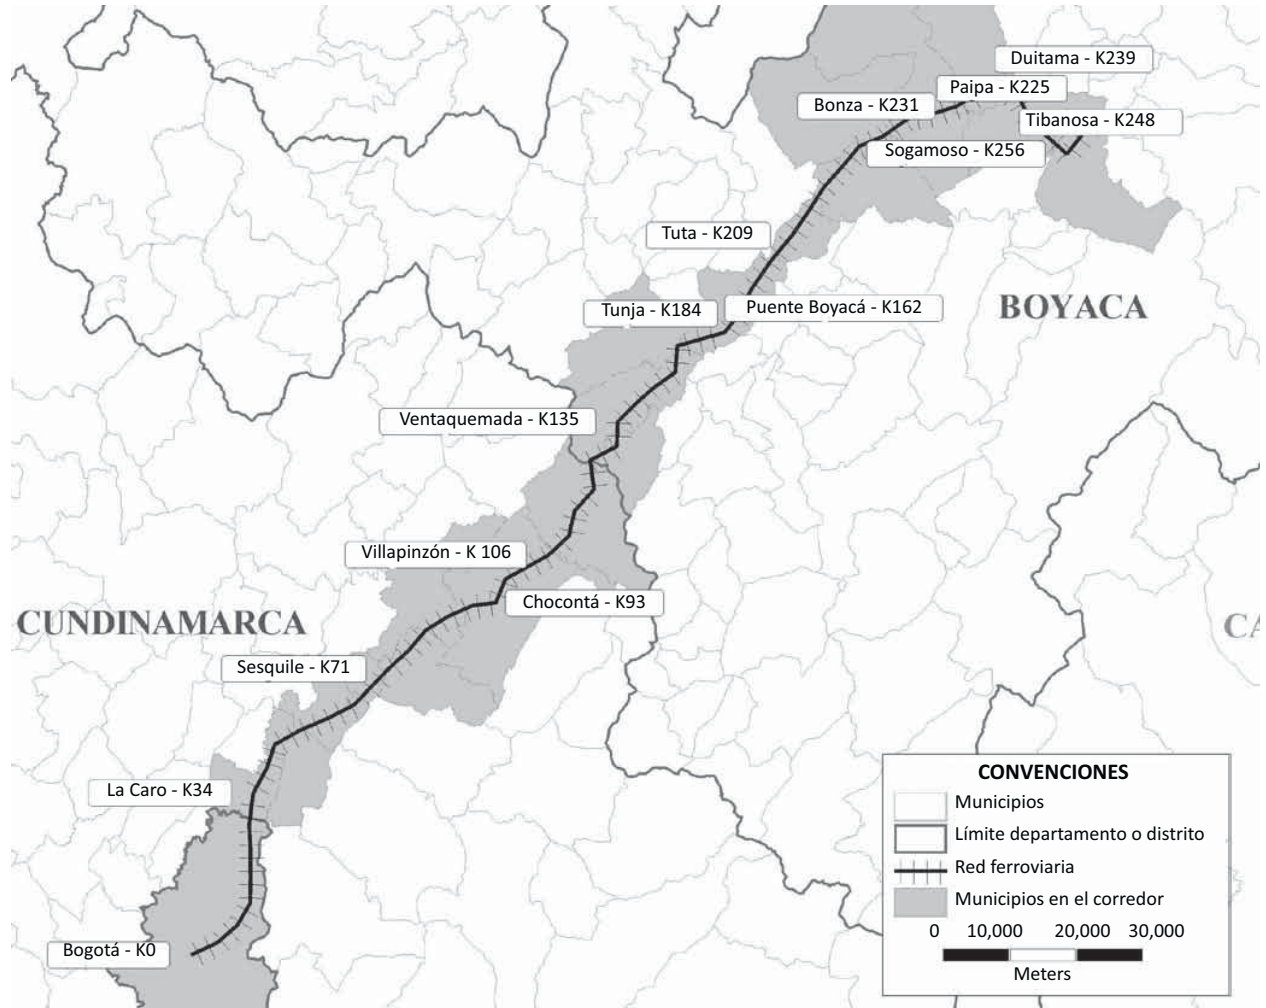 Duitama - K239
Paipa - K225
Bonza - K231
Tibanosa - K248
Sogamoso - K256
Tuta - K209
BOYACA
Tunja - K184
Puente Boyacá - K162
Ventaquemada - K135
Villapinzón - K 106
Chocontá - K93
CUNDINAMARCA
CA
Sesquile - K71
La Caro - K34
Bogotá - K0
CONVENCIONES
Municipios
Límite departamento o distrito
Red ferroviaria
Municipios en el corredor
0 10,000 20,000 30,000
Meters